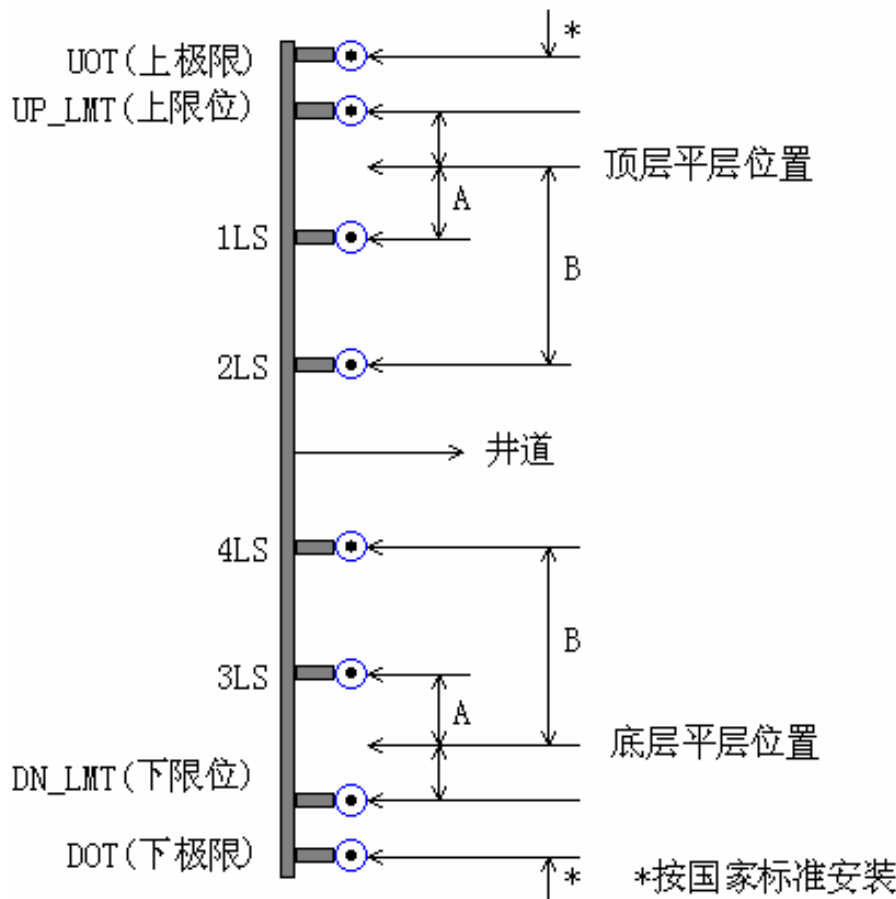 *
UOT(上极限)
UP_LMT(上限位)
顶层平层位置
A
1LS
B
2LS
井道
4LS
B
3LS
A
底层平层位置
DN_LMT(下限位)
DOT(下极限)
*
*按国家标准安装